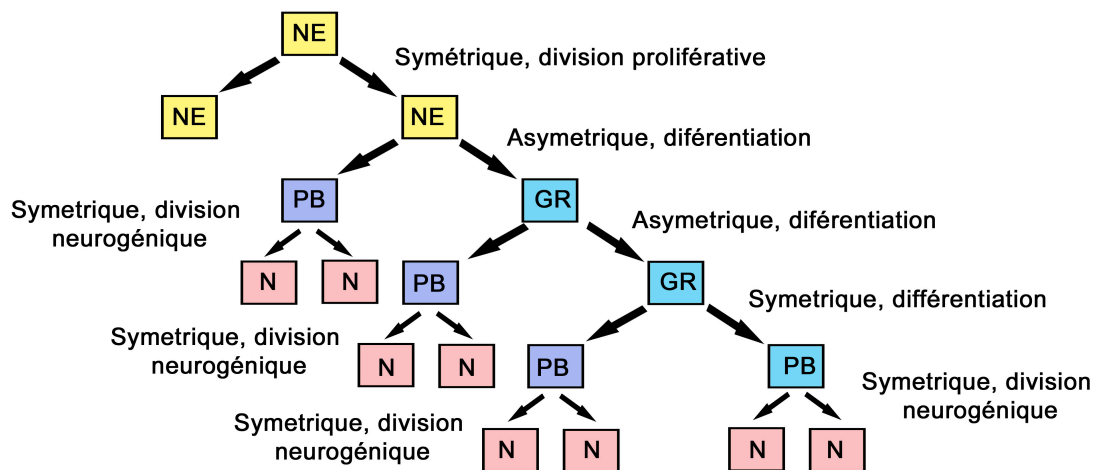 NE
Symétrique, division proliférative
NE
NE
Asymetrique, diférentiation
PB
GR
Symetrique, division
neurogénique
Asymetrique, diférentiation
N
N
PB
GR
Symetrique, différentiation
Symetrique, division
neurogénique
N
N
PB
PB
Symetrique, division
neurogénique
Symetrique, division
neurogénique
N
N
N
N